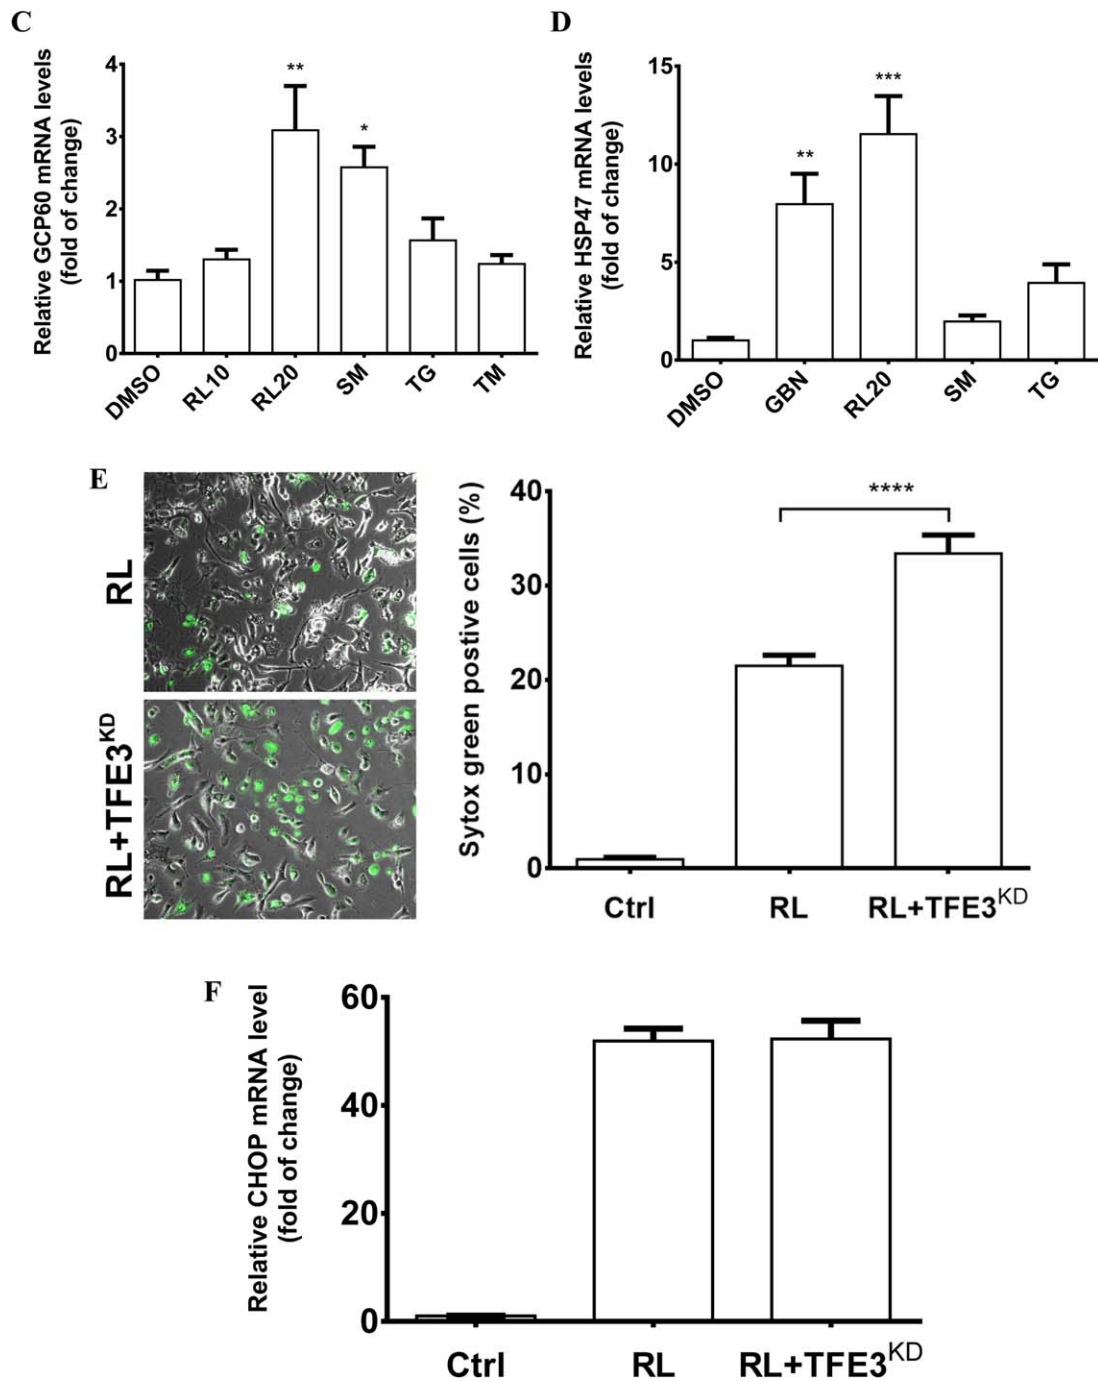 C
Relative GCP60 mRNA levels
(fold of change)
4
3
2
1
0
**
*
DMSO
RL10
RL20
SM
TG
TM
D
Relative HSP47 mRNA levels
(fold of change)
15
10
5
0
**
***
DMSO
GBN
RL20
SM
TG
E
RL
RL+TFE3KD
Sytox green postive cells (%)
40
30
20
10
0
****
Ctrl
RL
RL+TFE3KD
F
Relative CHOP mRNA level
(fold of change)
60
40
20
0
Ctrl
RL
RL+TFE3KD